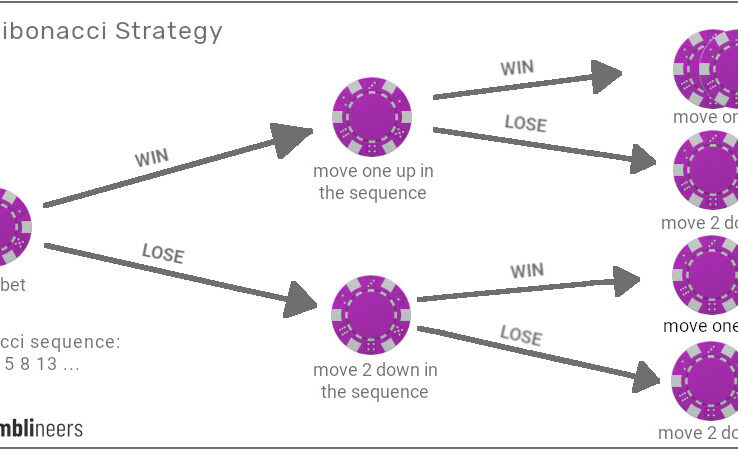 ibonacci Strategy
WIN
move on
WIN
LOSE
move one up in
the sequence
move 2 do
LOSE
bet
WIN
move one
LOSE
move 2 down in
the sequence
cci sequence:
5 8 13 ...
mblineers
move 2 do